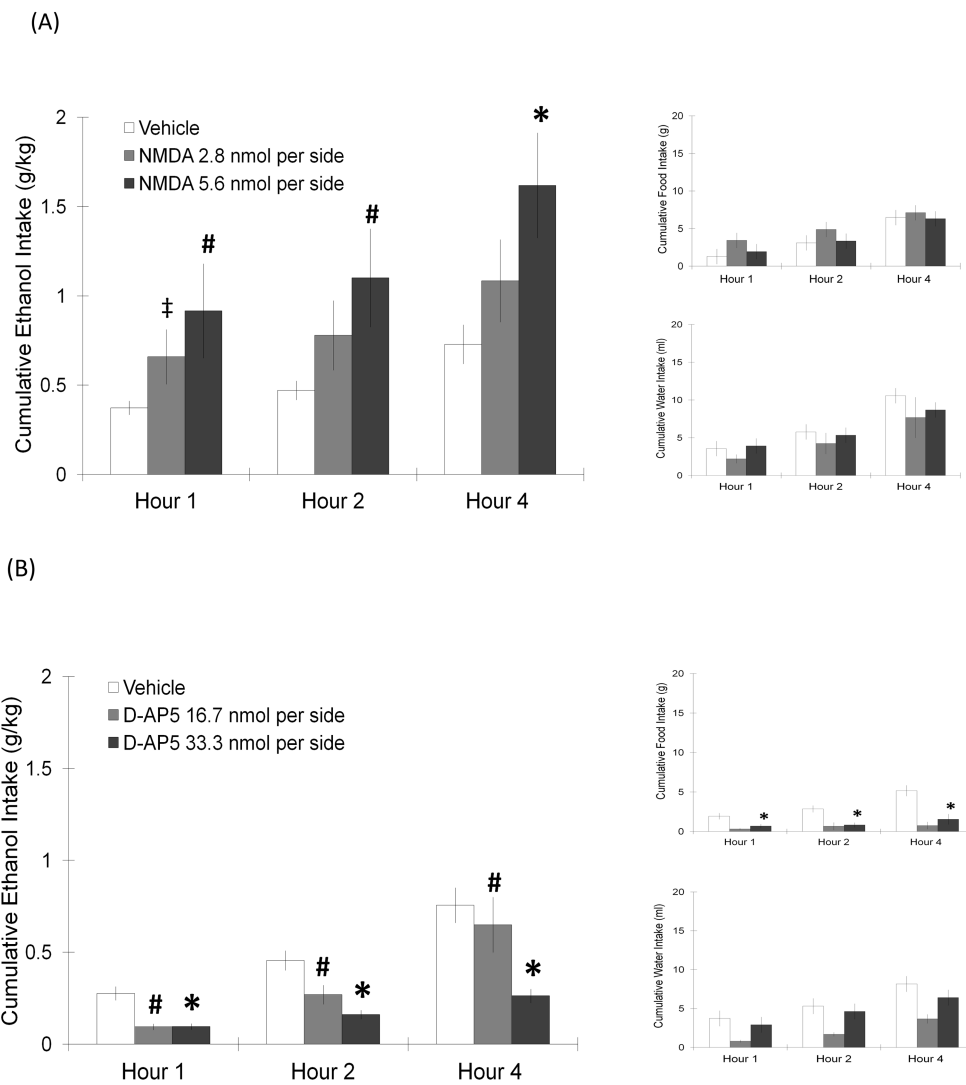 (A)
Cumulative Ethanol Intake (g/kg)
2
1.5
1
0.5
0
Vehicle
NMDA 2.8 nmol per side
NMDA 5.6 nmol per side
‡
#
#
*
Hour 1
Hour 2
Hour 4
Cumulative Food Intake (g)
20
15
10
5
0
Hour 1
Hour 2
Hour 4
Cumulative Water Intake (ml)
20
15
10
5
0
Hour 1
Hour 2
Hour 4
(B)
Cumulative Ethanol Intake (g/kg)
2
1.5
1
0.5
0
Vehicle
D-AP5 16.7 nmol per side
D-AP5 33.3 nmol per side
# *
# *
# *
Hour 1
Hour 2
Hour 4
Cumulative Food Intake (g)
20
15
10
5
0
*
*
*
Hour 1
Hour 2
Hour 4
Cumulative Water Intake (ml)
20
15
10
5
0
Hour 1
Hour 2
Hour 4